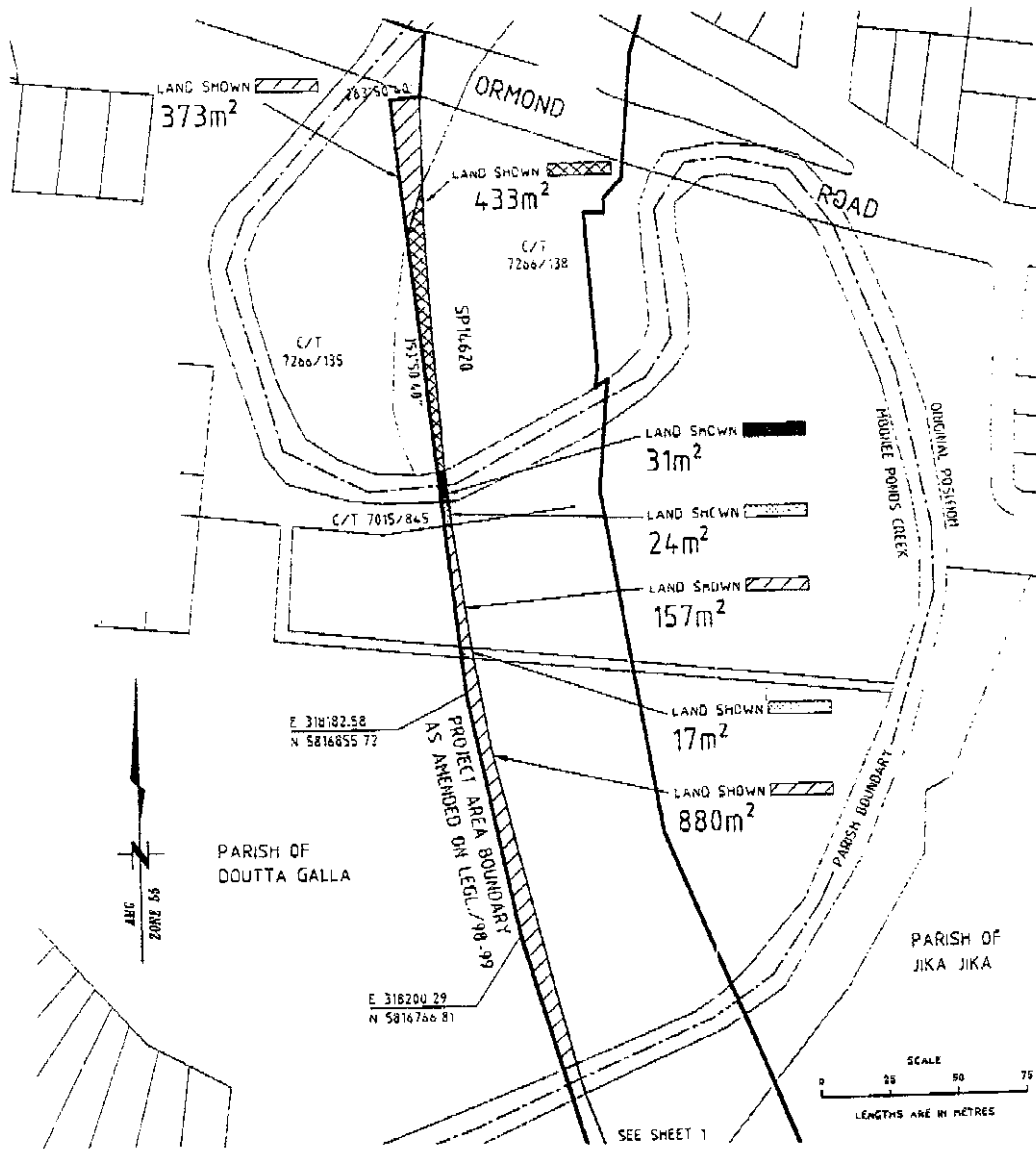 LAND SHOWN
373m²
ORMOND
ROAD
LAND SHOWN
433m²
C/T
7266/138
C/T
7266/135
SP14620
151°50'40"
LAND SHOWN
31m²
C/T 7015/845
LAND SHOWN
24m²
ORIGINAL POSITION
MOONEE PONDS CREEK
LAND SHOWN
157m²
E 318182.58
N 5816855.72
LAND SHOWN
17m²
LAND SHOWN
880m²
PROJECT AREA BOUNDARY
AS AMENDED ON LEGL./98-99
PARISH BOUNDARY
AMG
ZONE 55
PARISH OF
DOUTTA GALLA
PARISH OF
JIKA JIKA
E 318200.29
N 5816766.81
SCALE
0 25 50 75
LENGTHS ARE IN METRES
SEE SHEET 1